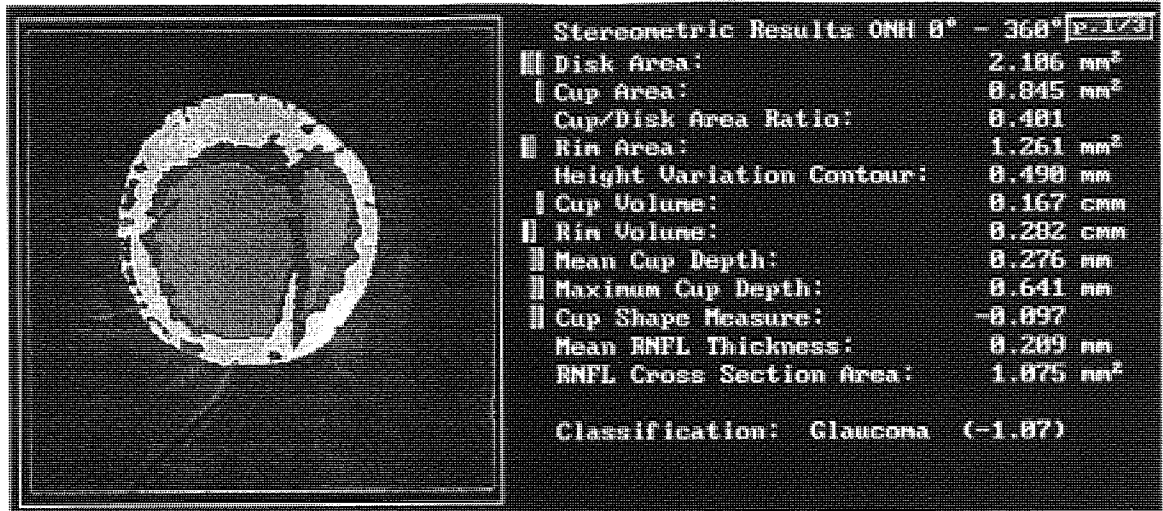 Stereometric Results ONH 0° - 360° p.1/3
Disk Area: 2.106 mm²
Cup Area: 0.845 mm²
Cup/Disk Area Ratio: 0.401
Rim Area: 1.261 mm²
Height Variation Contour: 0.490 mm
Cup Volume: 0.167 cmm
Rim Volume: 0.282 cmm
Mean Cup Depth: 0.276 mm
Maximum Cup Depth: 0.641 mm
Cup Shape Measure: -0.097
Mean RNFL Thickness: 0.209 mm
RNFL Cross Section Area: 1.075 mm²
Classification: Glaucoma (-1.07)